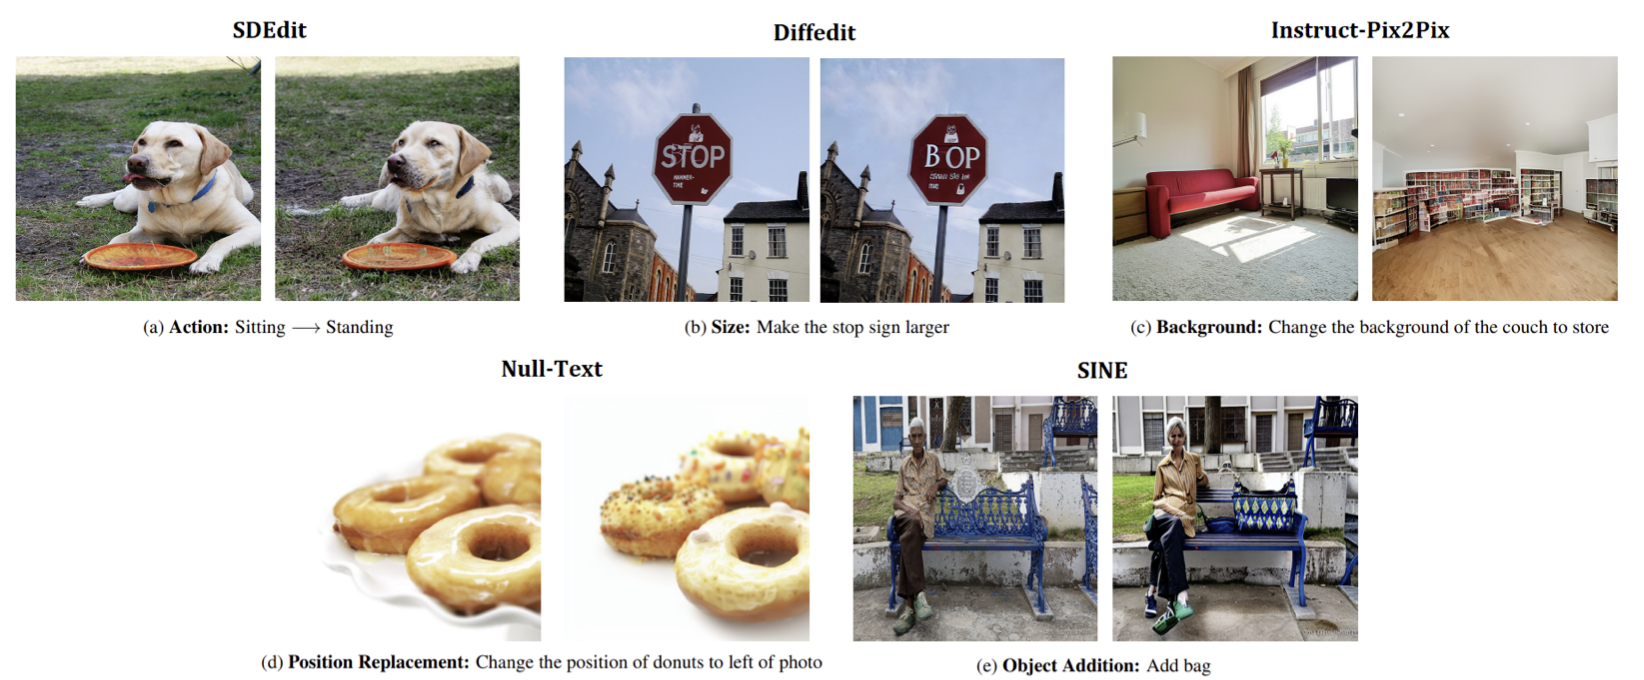 SDEdit
Diffedit
Instruct-Pix2Pix
STOP
B OP
(a) Action: Sitting ⟶ Standing
(b) Size: Make the stop sign larger
(c) Background: Change the background of the couch to store
Null-Text
SINE
(d) Position Replacement: Change the position of donuts to left of photo
(e) Object Addition: Add bag